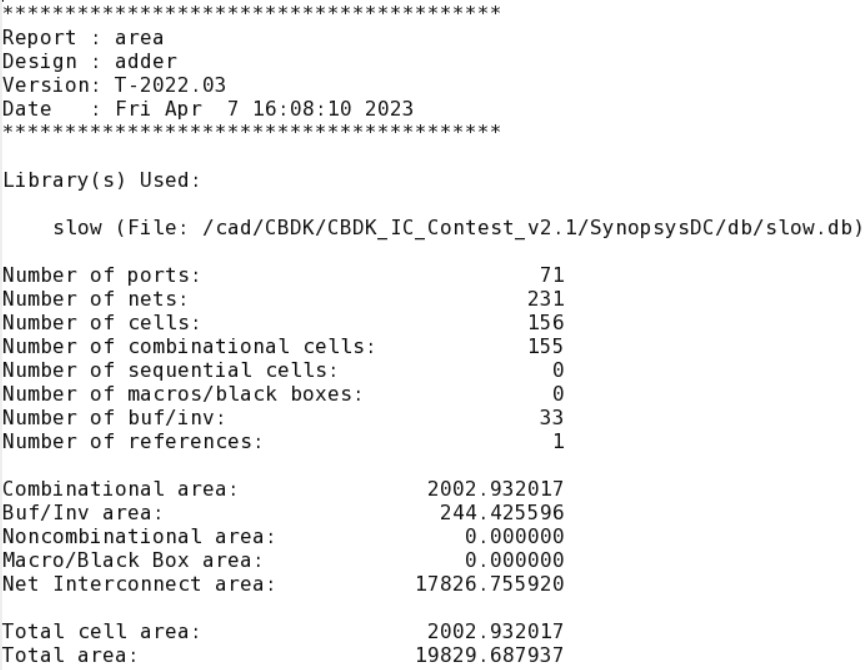 ****************************************
Report : area
Design : adder
Version: T-2022.03
Date   : Fri Apr  7 16:08:10 2023
****************************************
Library(s) Used:
    slow (File: /cad/CBDK/CBDK_IC_Contest_v2.1/SynopsysDC/db/slow.db)
Number of ports:                           71
Number of nets:                           231
Number of cells:                          156
Number of combinational cells:            155
Number of sequential cells:                 0
Number of macros/black boxes:               0
Number of buf/inv:                         33
Number of references:                       1
Combinational area:               2002.932017
Buf/Inv area:                      244.425596
Noncombinational area:               0.000000
Macro/Black Box area:                0.000000
Net Interconnect area:           17826.755920
Total cell area:                  2002.932017
Total area:                      19829.687937